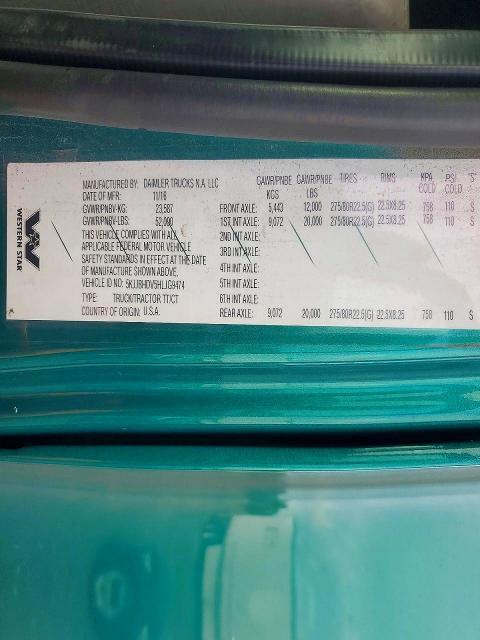 WESTERN STAR
MANUFACTURED BY: DAIMLER TRUCKS N.A. LLC
DATE OF MFR: 11/16
GVWR/PNBV-KG: 23,587
GVWR/PNBV-LBS: 52,000
THIS VEHICLE COMPLIES WITH ALL
APPLICABLE FEDERAL MOTOR VEHICLE
SAFETY STANDARDS IN EFFECT AT THE DATE
OF MANUFACTURE SHOWN ABOVE.
VEHICLE ID NO: 5KJJBHDV5HLJG9474
TYPE: TRUCK/TRACTOR TT/CT
COUNTRY OF ORIGIN: U.S.A.
GAWR/PNBE GAWR/PNBE TIRES RIMS KPA PSI S
KGS LBS COLD COLD
FRONT AXLE: 5,443 12,000 275/80R22.5(G) 22.5X8.25 758 110 S
1ST INT AXLE: 9,072 20,000 275/80R22.5(G) 22.5X8.25 758 110 S
2ND INT AXLE:
3RD INT AXLE:
4TH INT AXLE:
5TH INT AXLE:
6TH INT AXLE:
REAR AXLE: 9,072 20,000 275/80R22.5(G) 22.5X8.25 758 110 S